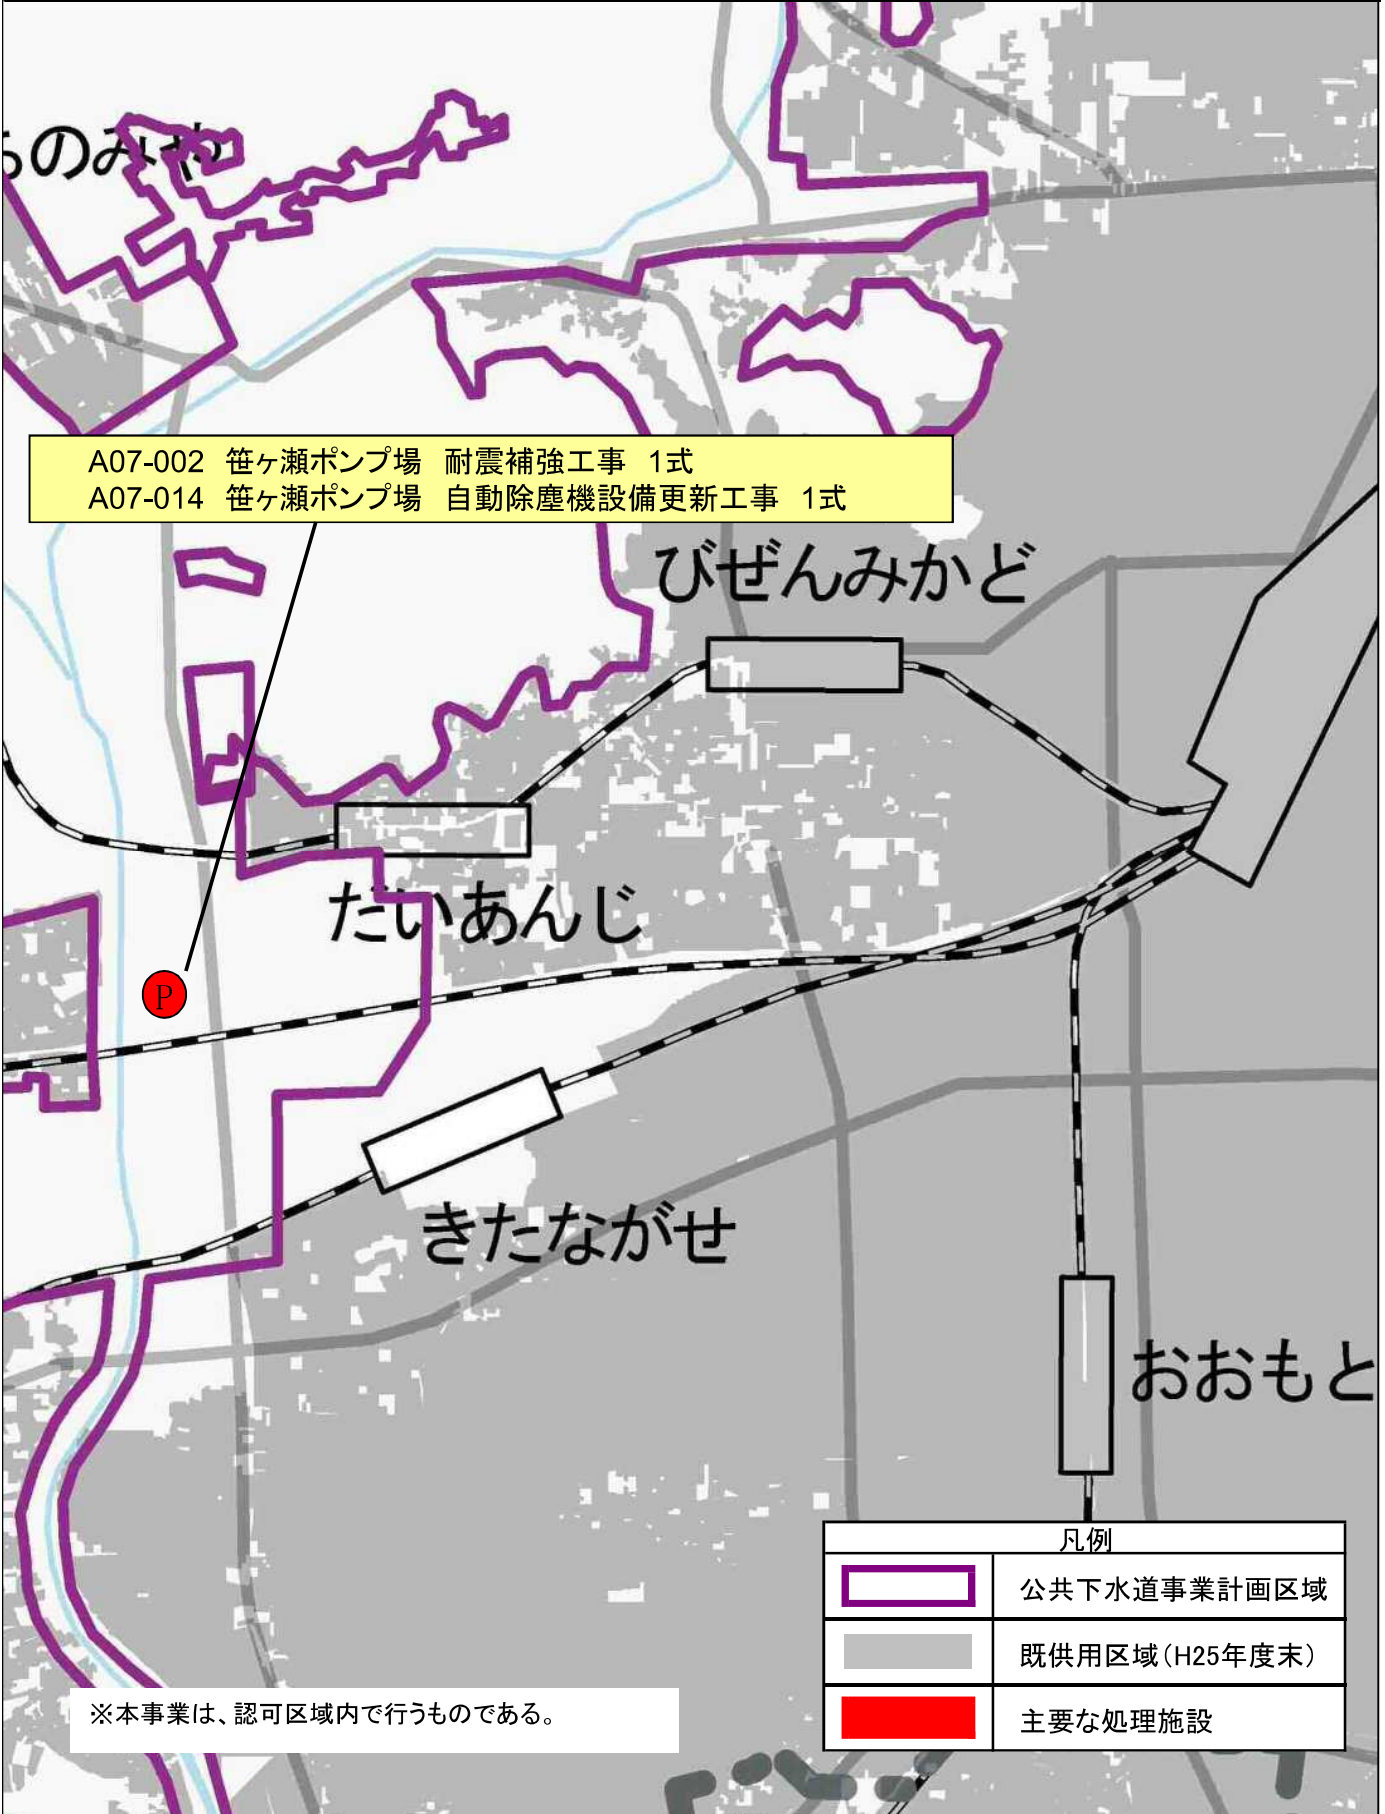 ちのみや
A07-002 笹ヶ瀬ポンプ場 耐震補強工事 1式
A07-014 笹ヶ瀬ポンプ場 自動除塵機設備更新工事 1式
びぜんみかど
だいあんじ
P
きたながせ
おおもと
凡例
公共下水道事業計画区域
既供用区域(H25年度末)
主要な処理施設
※本事業は、認可区域内で行うものである。